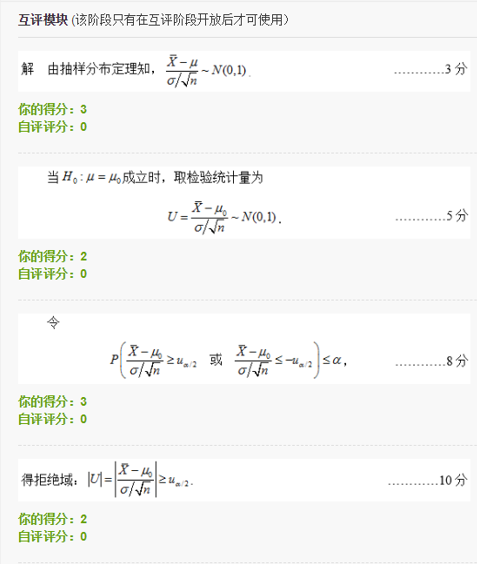 互评模块 (该阶段只有在互评阶段开放后才可使用)
解 由抽样分布定理知, (X̄ − μ)/(σ/√n) ~ N(0,1). …………3 分
你的得分: 3
自评评分: 0
当 H₀ : μ = μ₀ 成立时, 取检验统计量为
U = (X̄ − μ₀)/(σ/√n) ~ N(0,1). …………5 分
你的得分: 2
自评评分: 0
令
P( (X̄ − μ₀)/(σ/√n) ≥ u_{α/2} 或 (X̄ − μ₀)/(σ/√n) ≤ −u_{α/2} ) ≤ α, …………8 分
你的得分: 3
自评评分: 0
得拒绝域: |U| = |(X̄ − μ₀)/(σ/√n)| ≥ u_{α/2}. …………10 分
你的得分: 2
自评评分: 0